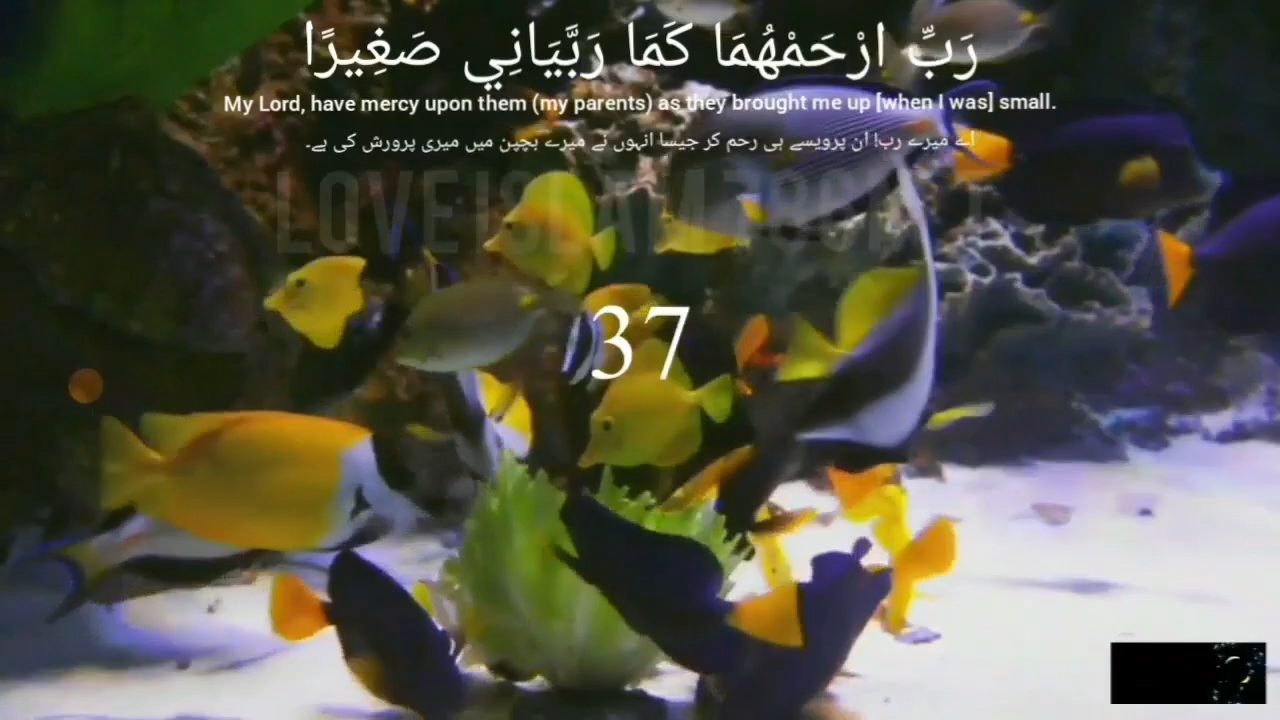 رَبِّ ارْحَمْهُمَا كَمَا رَبَّيَانِي صَغِيرًا
My Lord, have mercy upon them (my parents) as they brought me up [when I was] small.
اے میرے رب! ان پرویسے ہی رحم کر جیسا انہوں نے میرے بچپن میں میری پرورش کی ہے۔
37